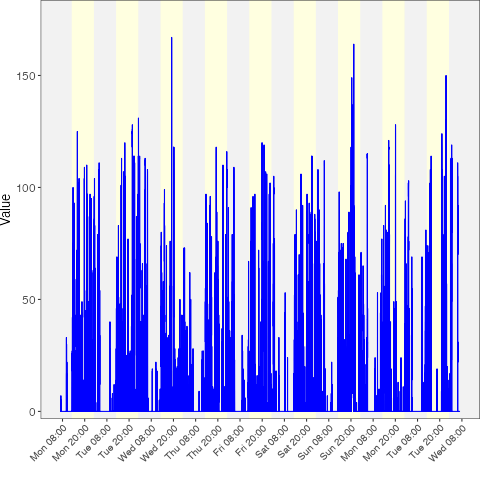 Value
150
100
50
0
Mon 08:00
Mon 20:00
Tue 08:00
Tue 20:00
Wed 08:00
Wed 20:00
Thu 08:00
Thu 20:00
Fri 08:00
Fri 20:00
Sat 08:00
Sat 20:00
Sun 08:00
Sun 20:00
Mon 08:00
Mon 20:00
Tue 08:00
Tue 20:00
Wed 08:00